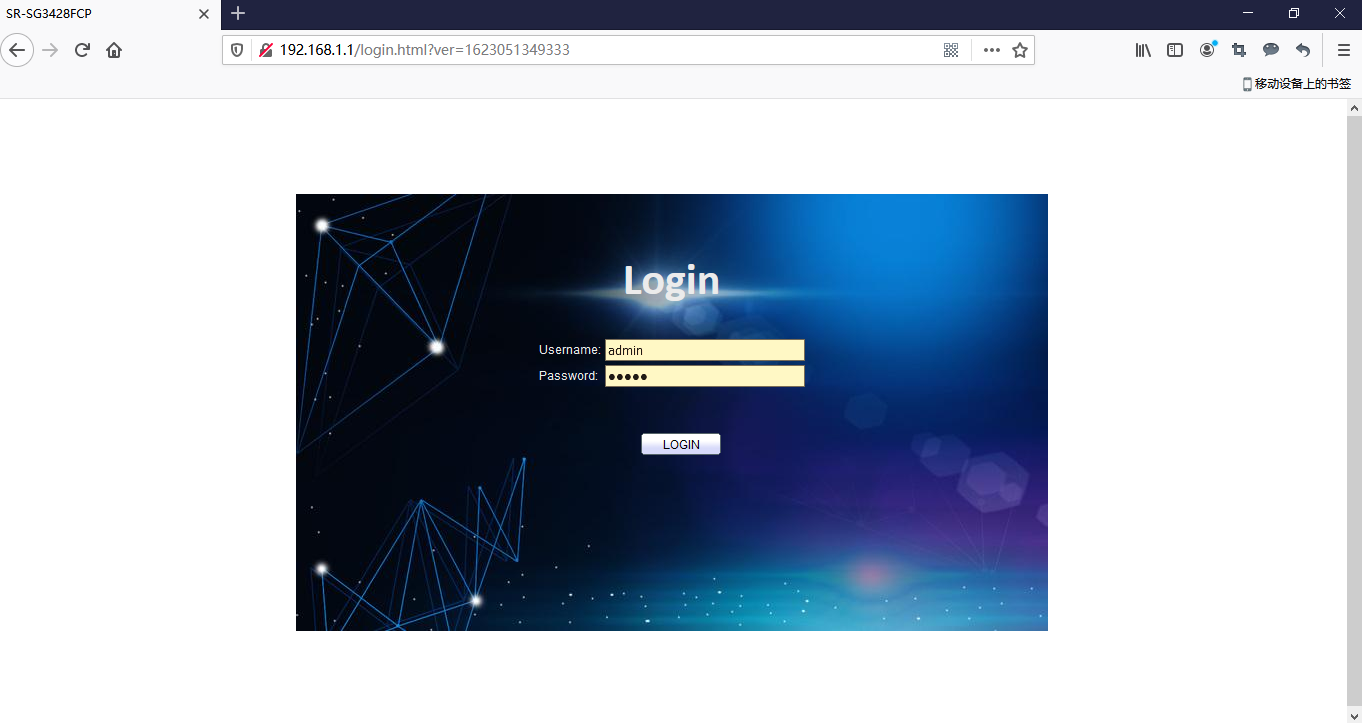 SR-SG3428FCP
192.168.1.1/login.html?ver=1623051349333
移动设备上的书签
Login
Username: admin
Password: •••••
LOGIN